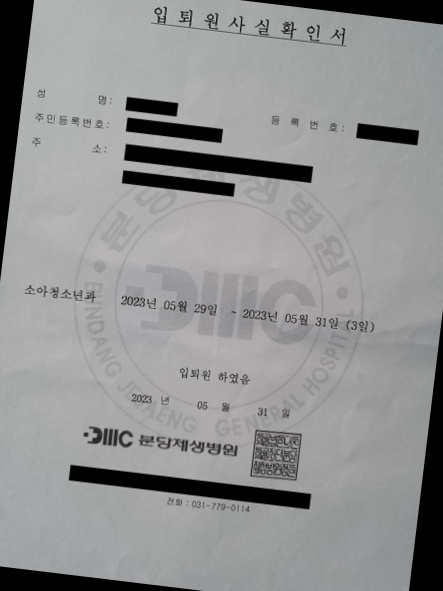 입퇴원사실확인서
성 명:
등 록 번 호:
주민등록번호:
주 소:
분당제생병원
DMC
BUNDANG JESAENG GENERAL HOSPITAL
소아청소년과 2023년 05월 29일 ~ 2023년 05월 31일 (3일)
입퇴원 하였음
2023 년 05 월 31 일
DMC 분당제생병원
전화 : 031-779-0114